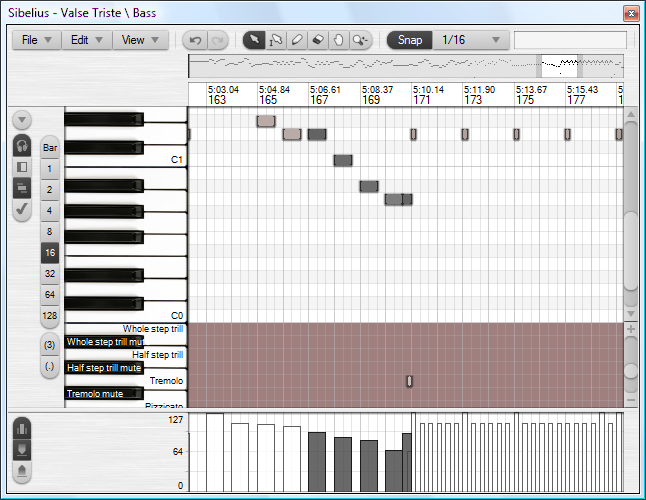 Sibelius - Valse Triste \ Bass
File Edit View Snap 1/16
5:03.04 5:04.84 5:06.61 5:08.37 5:10.14 5:11.90 5:13.67 5:15.43 5
163 165 167 169 171 173 175 177 1
Bar
1
C1
2
4
8
16
32
64
128
C0
Whole step trill
(3)
Whole step trill mut
Half step trill
(.)
Half step trill mute
Tremolo
Tremolo mute
Pizzicato
127
64
0